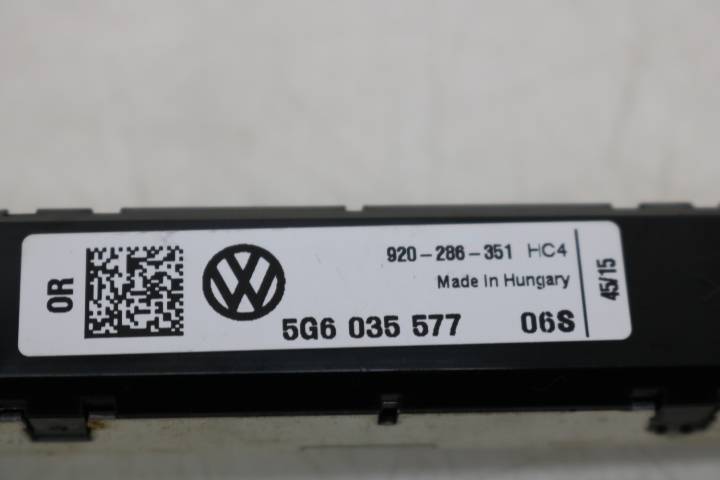 OR
920-286-351 HC4
Made in Hungary
5G6 035 577 06S
45/15